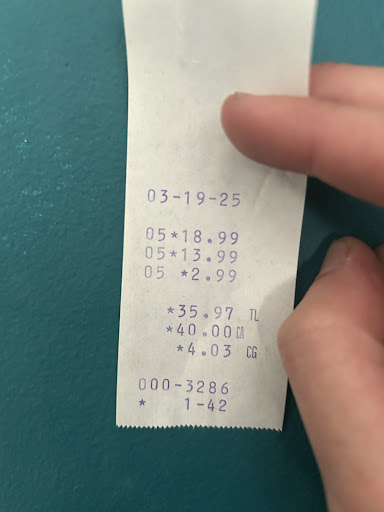 03-19-25
05*18.99
05*13.99
05 *2.99
*35.97 TL
*40.00CA
*4.03 CG
000-3286
* 1-42